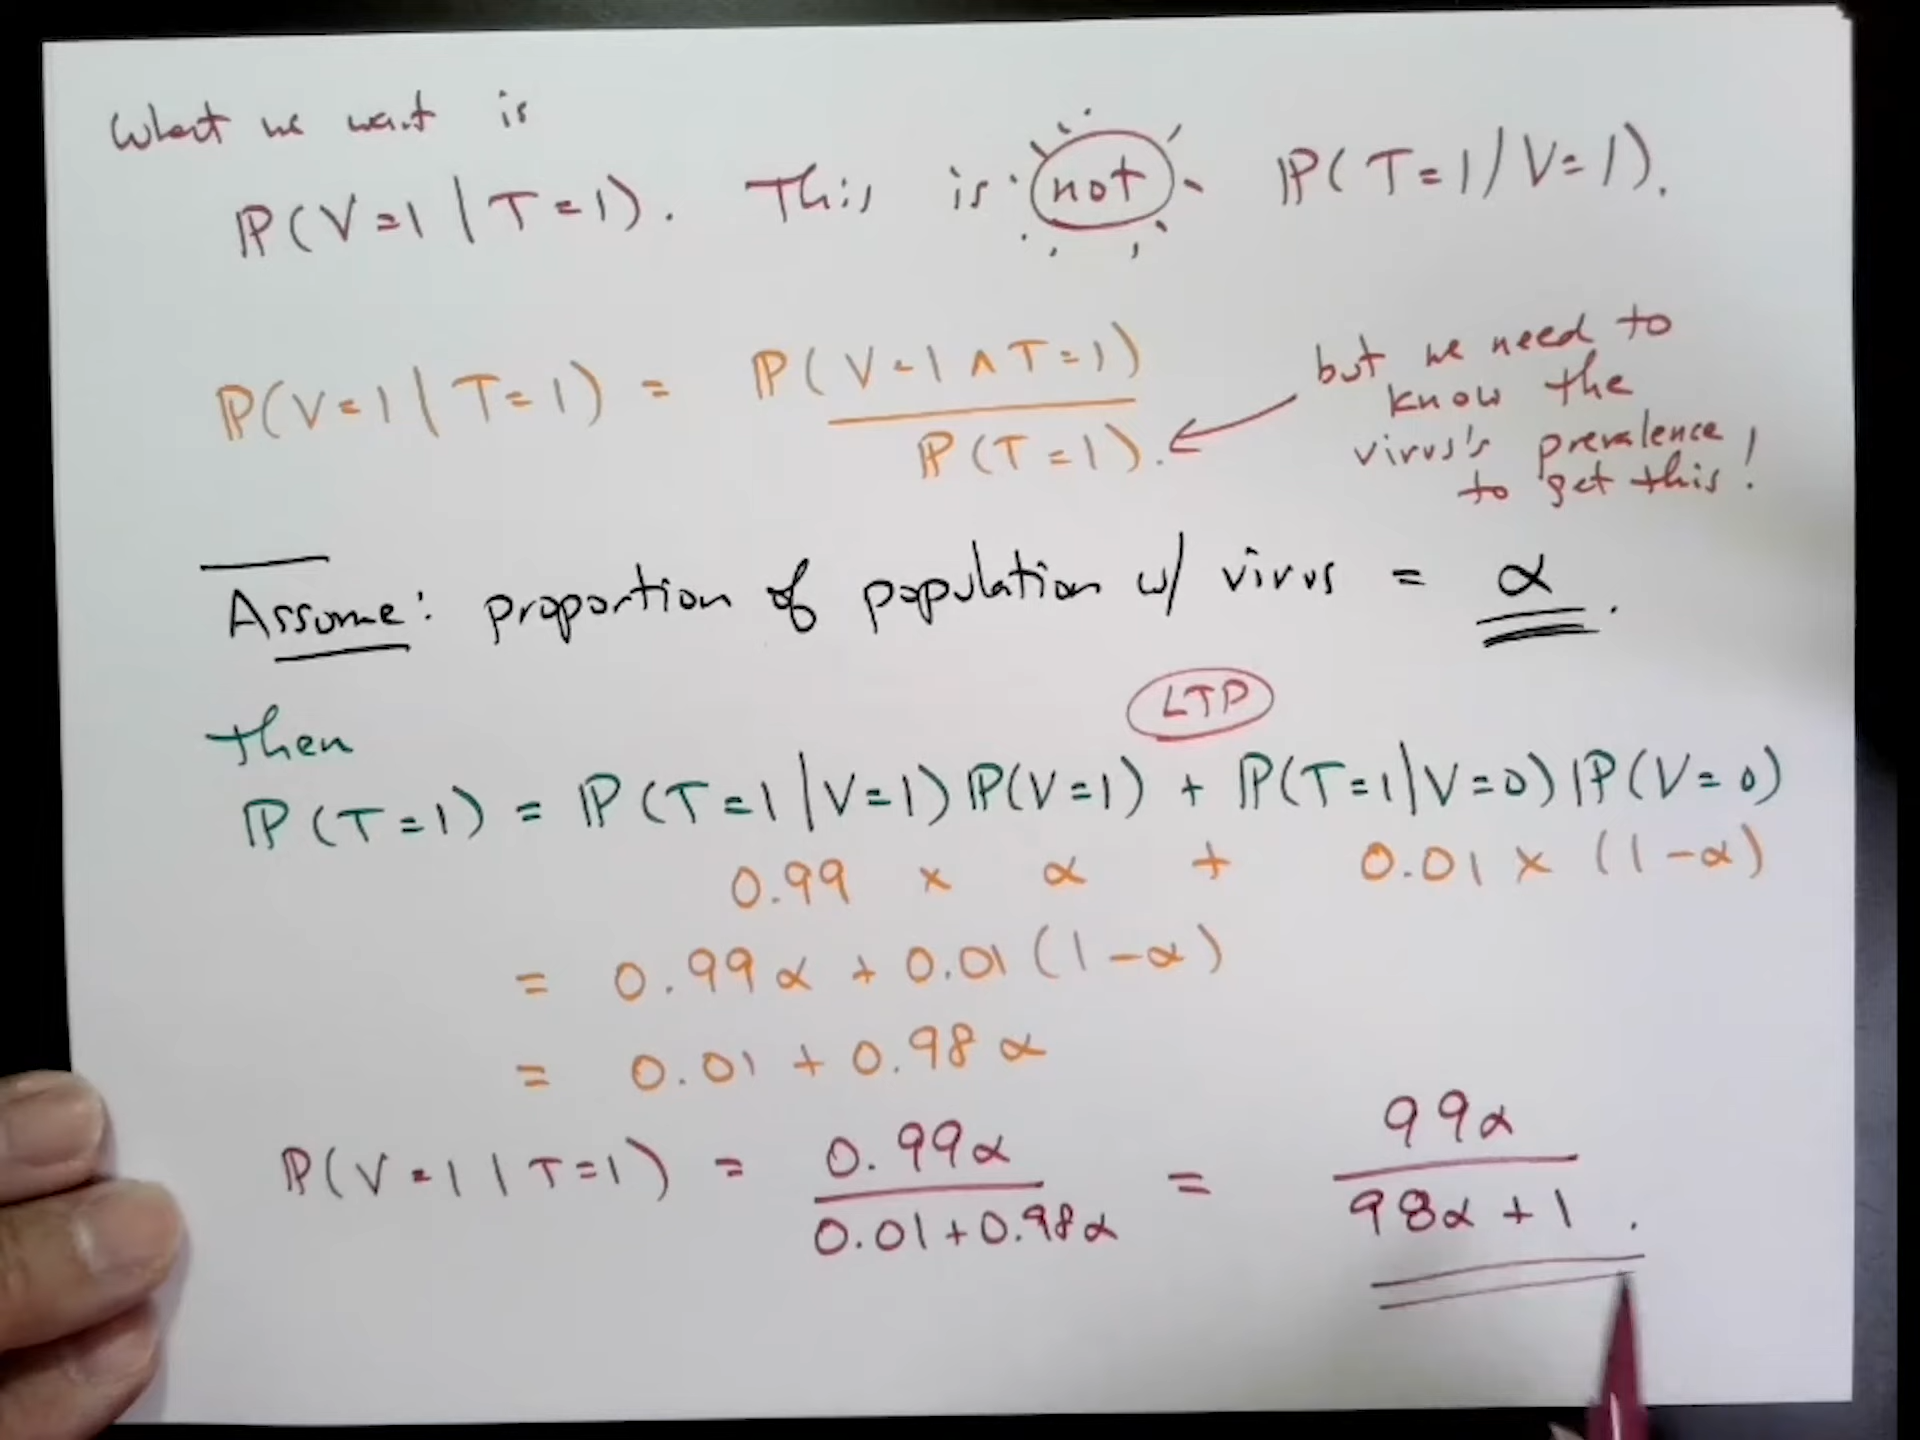 What we want is
ℙ(V=1 | T=1). This is not ℙ(T=1 | V=1).
ℙ(V=1 | T=1) = ℙ(V=1 ∧ T=1) / ℙ(T=1).
but we need to
know the
virus's prevalence
to get this!
Assume: proportion of population w/ virus = α.
LTP
Then
ℙ(T=1) = ℙ(T=1 | V=1) ℙ(V=1) + ℙ(T=1 | V=0) ℙ(V=0)
0.99 × α + 0.01 × (1-α)
= 0.99α + 0.01(1-α)
= 0.01 + 0.98α
ℙ(V=1 | T=1) = 0.99α / 0.01+0.98α = 99α / 98α+1.